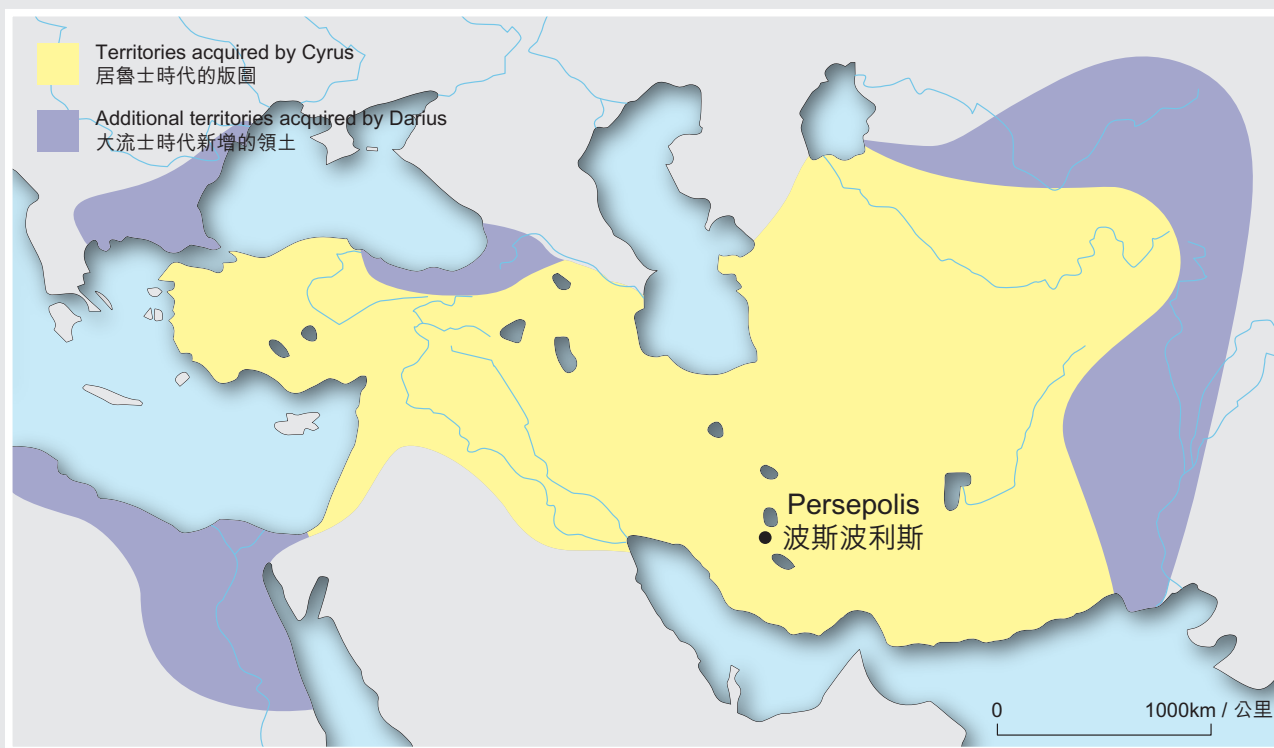 Territories acquired by Cyrus
居魯士時代的版圖
Additional territories acquired by Darius
大流士時代新增的領土
Persepolis
波斯波利斯
0 1000km / 公里